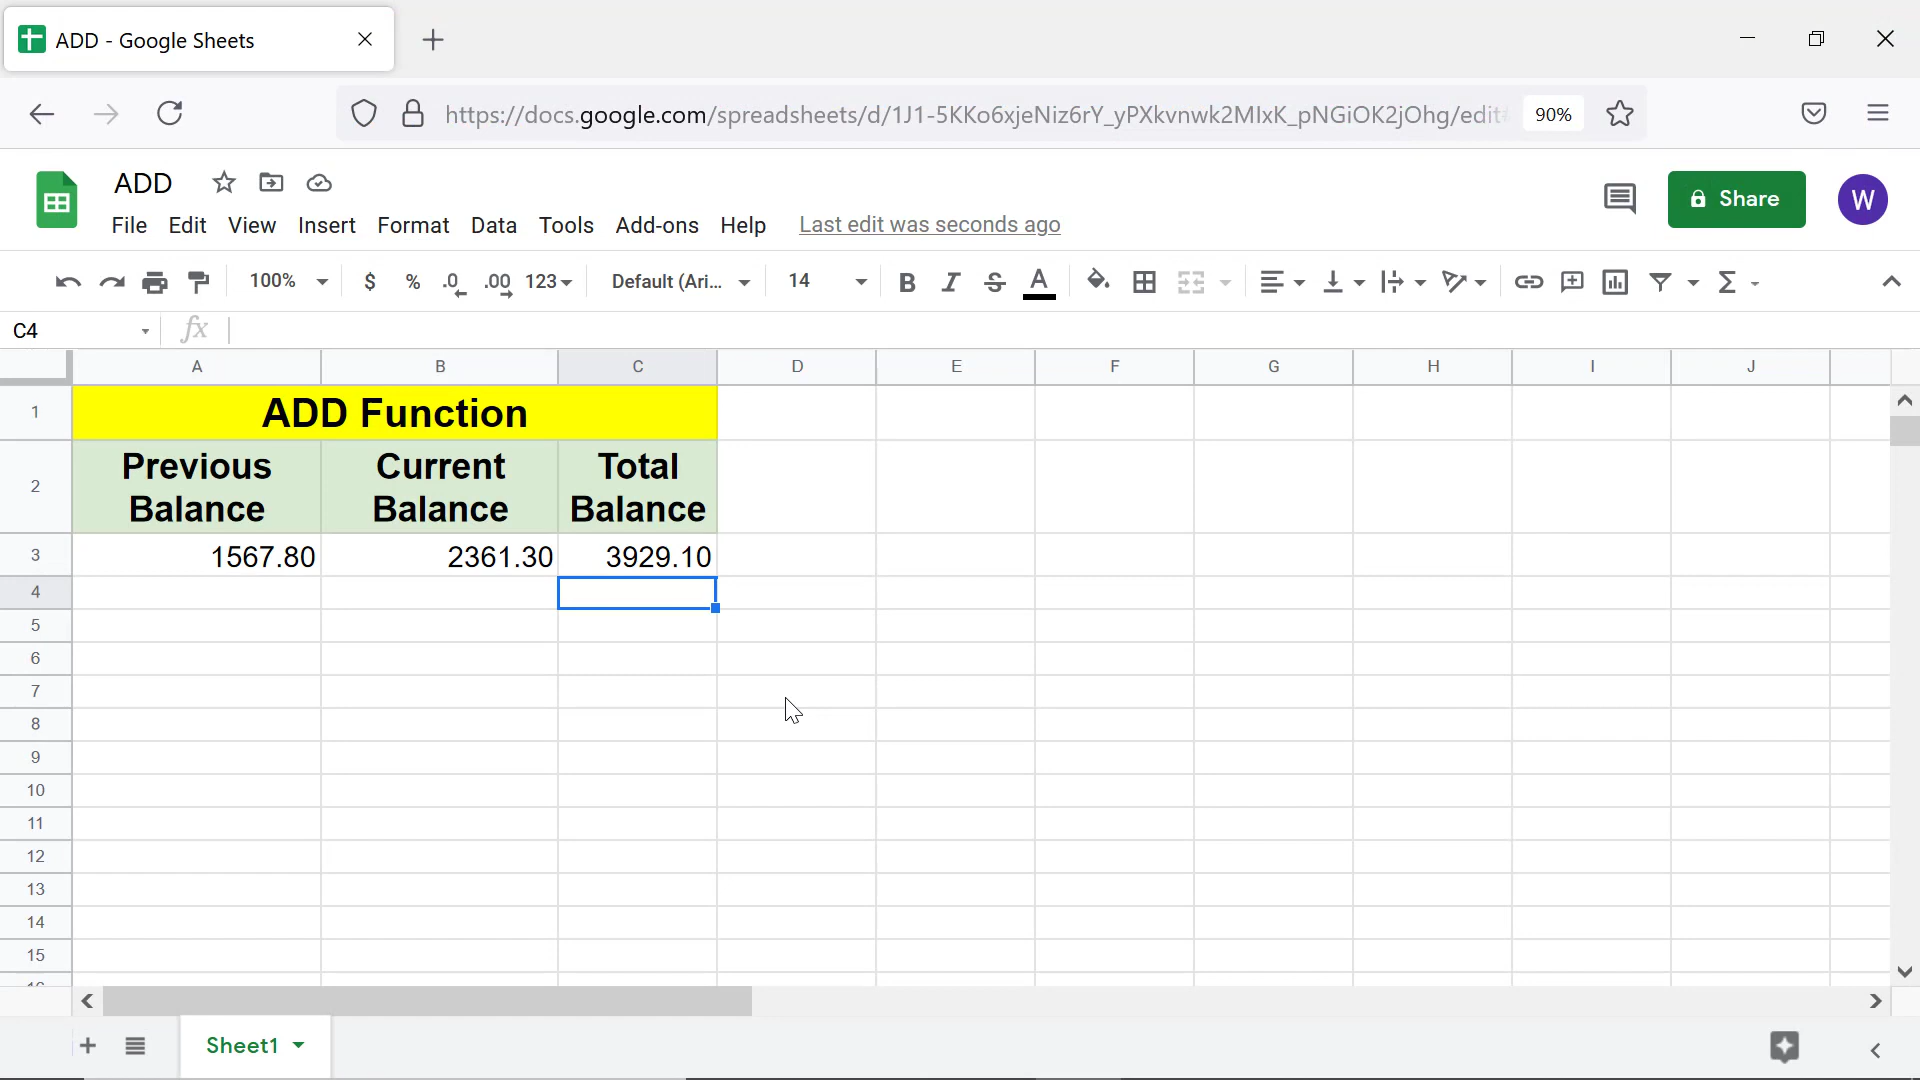 ADD - Google Sheets
https://docs.google.com/spreadsheets/d/1J1-5KKo6xjeNiz6rY_yPXkvnwk2MIxK_pNGiOK2jOhg/edit# 90%
ADD
Share
W
File Edit View Insert Format Data Tools Add-ons Help Last edit was seconds ago
100% $ % .0 .00 123 Default (Ari... 14 B I S A Σ
C4 fx
A B C D E F G H I J
1 ADD Function
2 Previous Balance Current Balance Total Balance
3 1567.80 2361.30 3929.10
4
5
6
7
8
9
10
11
12
13
14
15
16
Sheet1